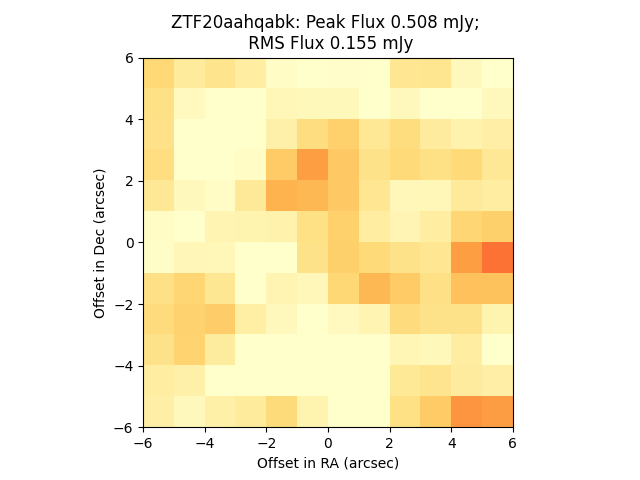 ZTF20aahqabk: Peak Flux 0.508 mJy;
RMS Flux 0.155 mJy
6
4
2
0
−2
−4
−6
Offset in Dec (arcsec)
−6 −4 −2 0 2 4 6
Offset in RA (arcsec)